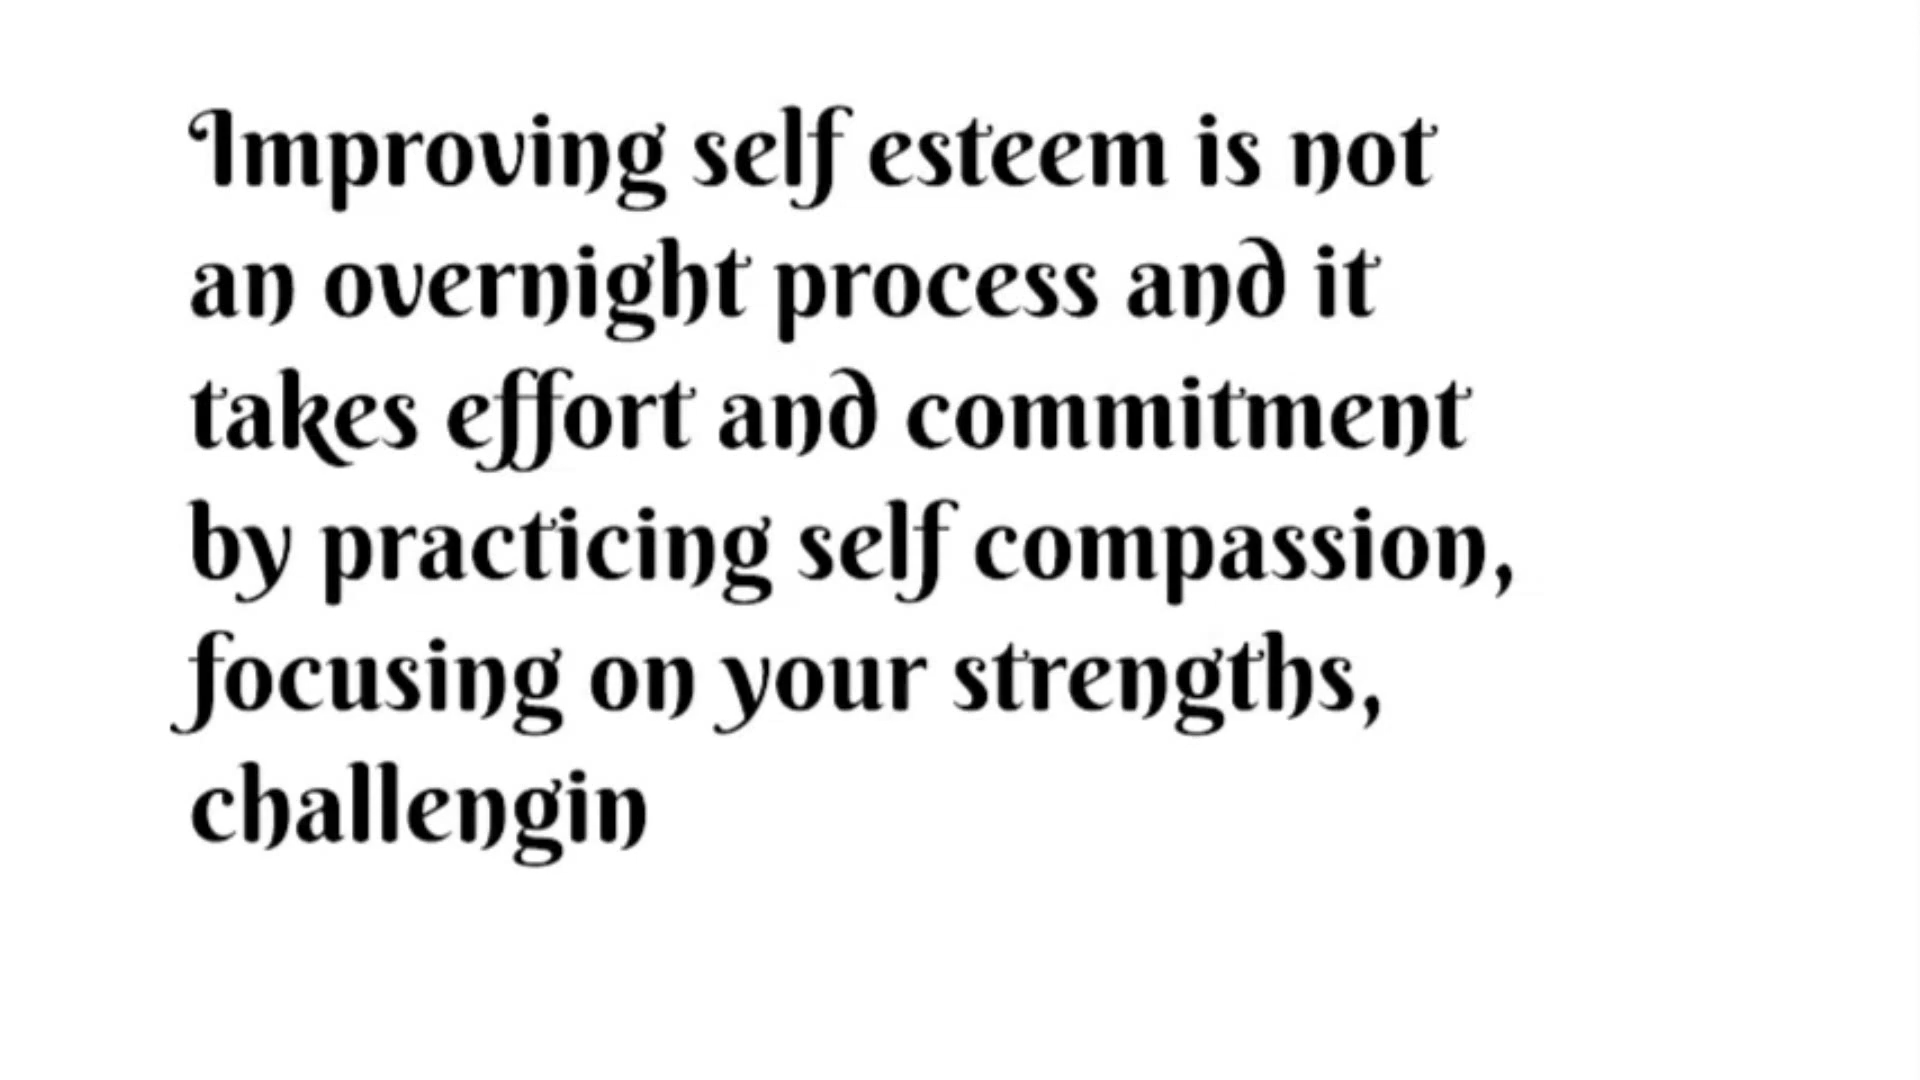 Improving self esteem is not
an overnight process and it
takes effort and commitment
by practicing self compassion,
focusing on your strengths,
challengin